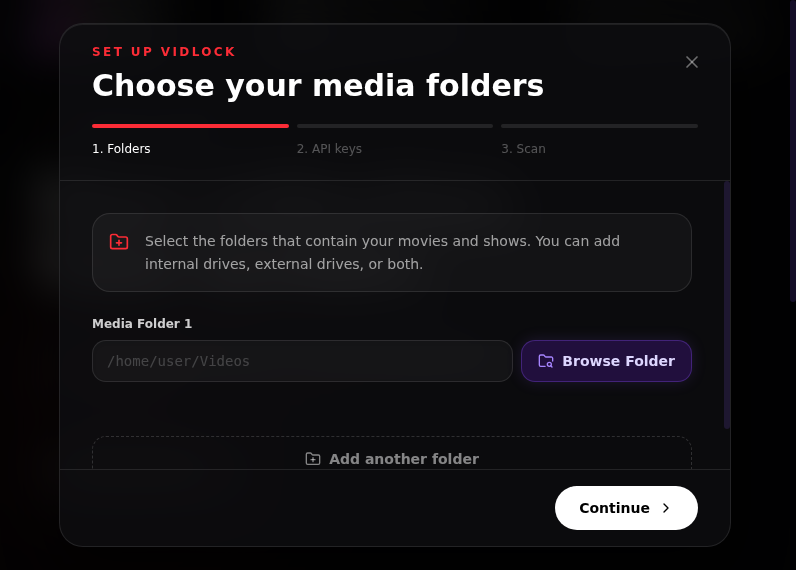 SET UP VIDLOCK
Choose your media folders
1. Folders
2. API keys
3. Scan
Select the folders that contain your movies and shows. You can add
internal drives, external drives, or both.
Media Folder 1
/home/user/Videos
Browse Folder
Add another folder
Continue